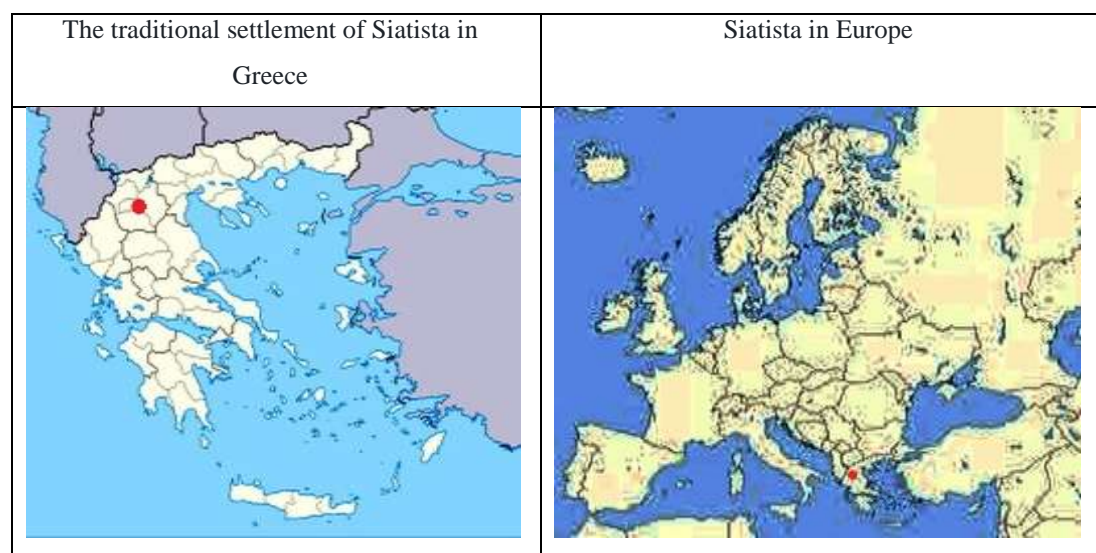 The traditional settlement of Siatista in
Greece
Siatista in Europe